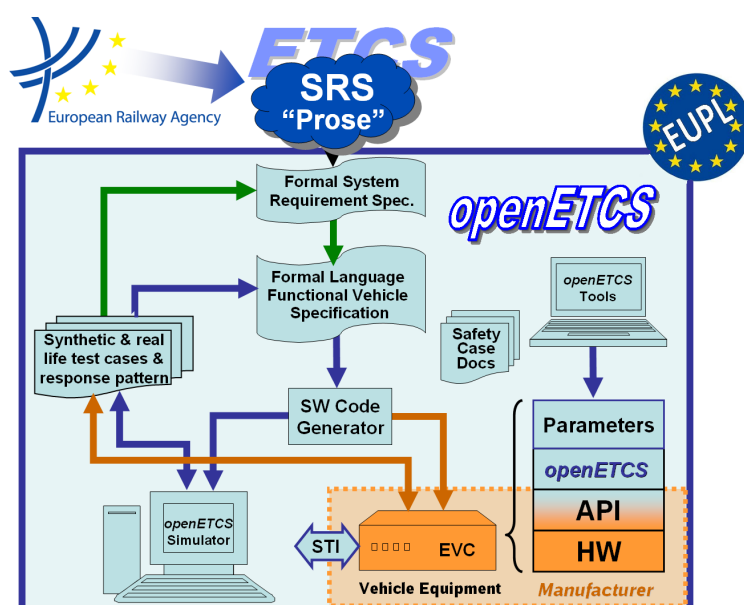 ETCS
SRS
“Prose”
European Railway Agency
EUPL
Formal System
Requirement Spec.
openETCS
Formal Language
Functional Vehicle
Specification
openETCS
Tools
Synthetic & real
life test cases &
response pattern
Safety
Case
Docs
SW Code
Generator
Parameters
openETCS
API
HW
openETCS
Simulator
STI
EVC
Vehicle Equipment
Manufacturer